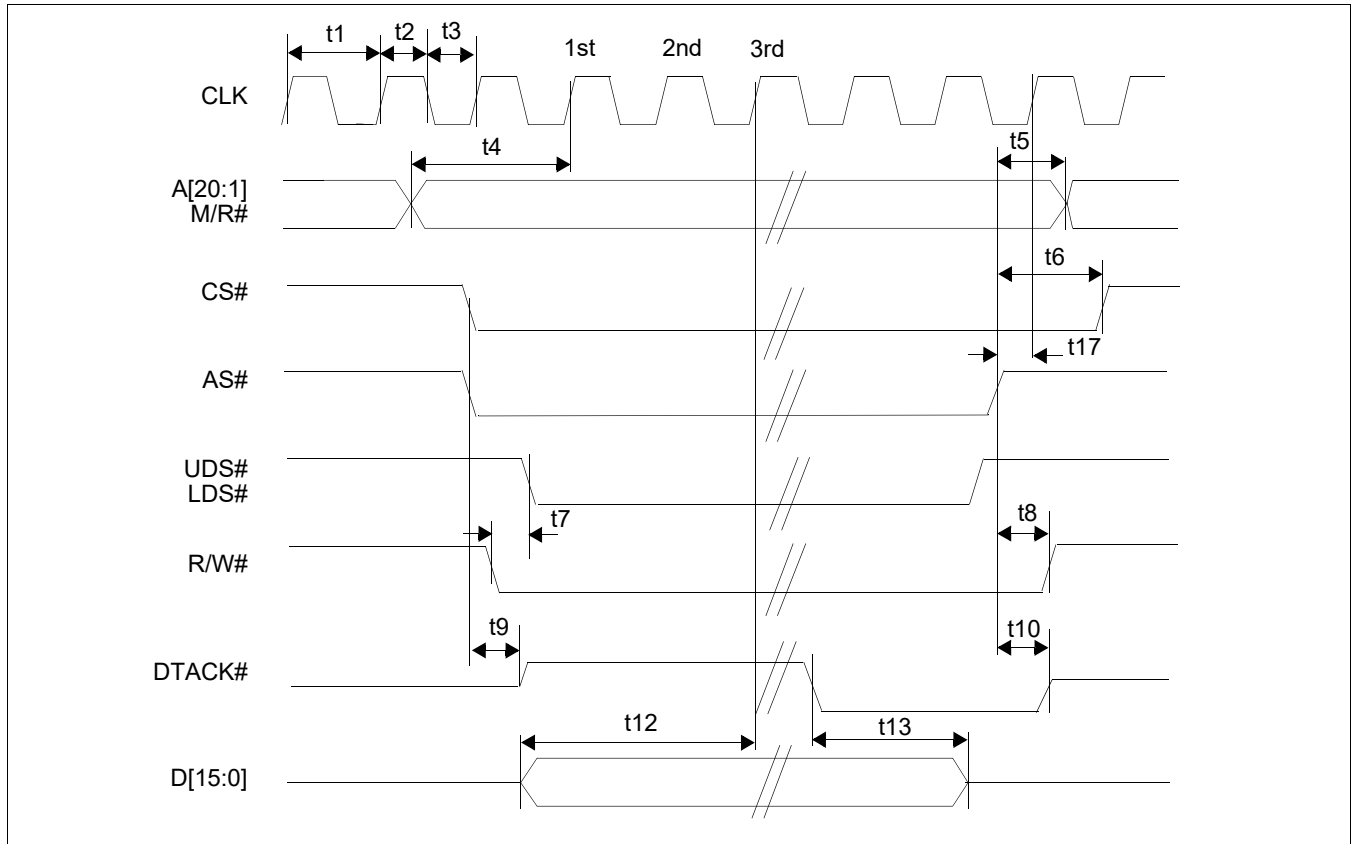 t1 t2 t3
1st 2nd 3rd
CLK
t4 t5
A[20:1]
M/R#
t6
CS#
t17
AS#
UDS#
LDS#
t7 t8
R/W#
t9 t10
DTACK#
t12 t13
D[15:0]